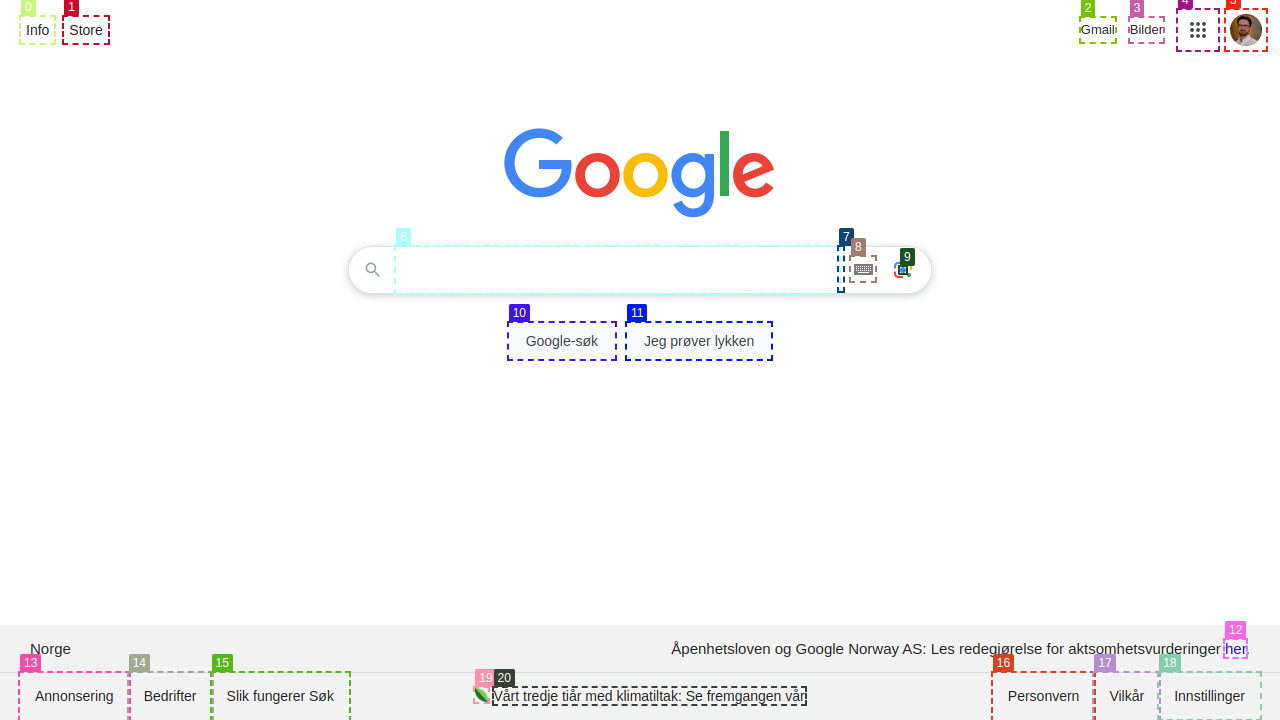 0 1 2 3 4 5
Info Store Gmail Bilder
Google
6 7 8 9
10 11
Google-søk Jeg prøver lykken
12
Norge Åpenhetsloven og Google Norway AS: Les redegjørelse for aktsomhetsvurderinger her.
13 14 15 19 20 16 17 18
Annonsering Bedrifter Slik fungerer Søk Vårt tredje tiår med klimatiltak: Se fremgangen vår Personvern Vilkår Innstillinger